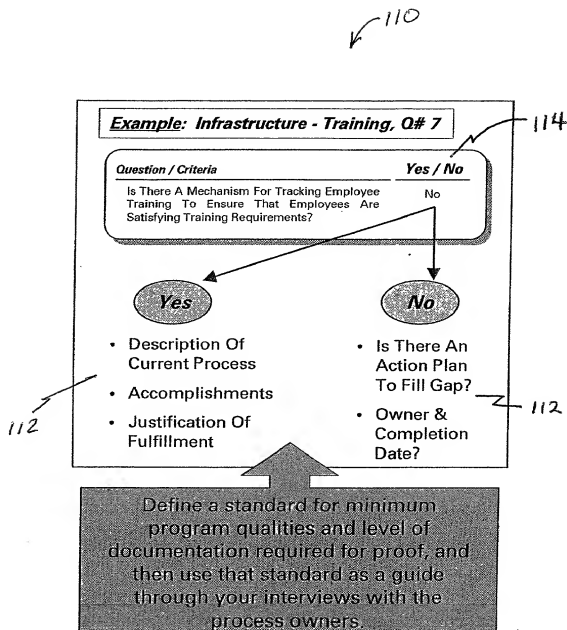 110
Example: Infrastructure - Training, Q# 7
114
Question / Criteria Yes / No
Is There A Mechanism For Tracking Employee
Training To Ensure That Employees Are
Satisfying Training Requirements?
No
Yes
No
• Description Of
Current Process
• Accomplishments
• Justification Of
Fulfillment
112
• Is There An
Action Plan
To Fill Gap?
• Owner &
Completion
Date?
112
Define a standard for minimum
program qualities and level of
documentation required for proof, and
then use that standard as a guide
through your interviews with the
process owners.